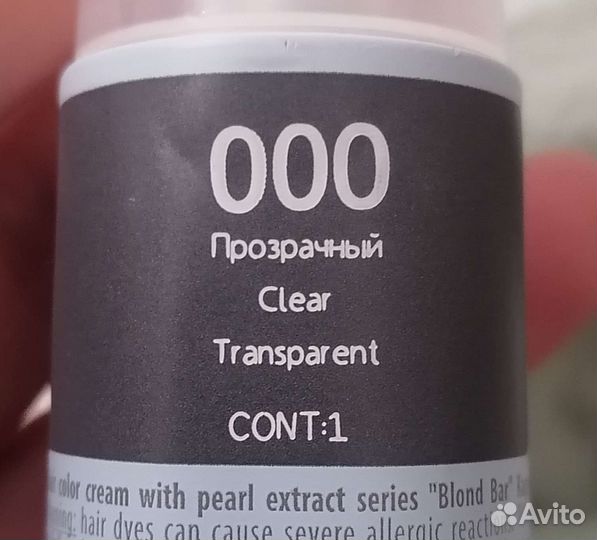 000
Прозрачный
Clear
Transparent
CONT:1
color cream with pearl extract series "Blond Bar"
hair dyes can cause severe allergic reactions
Avito